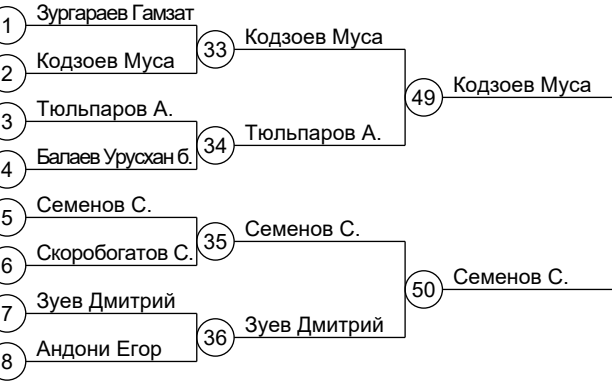 1 Зургараев Гамзат
33 Кодзоев Муса
2 Кодзоев Муса
49 Кодзоев Муса
3 Тюльпаров А.
34 Тюльпаров А.
4 Балаев Урусхан б.
5 Семенов С.
35 Семенов С.
6 Скоробогатов С.
50 Семенов С.
7 Зуев Дмитрий
36 Зуев Дмитрий
8 Андони Егор